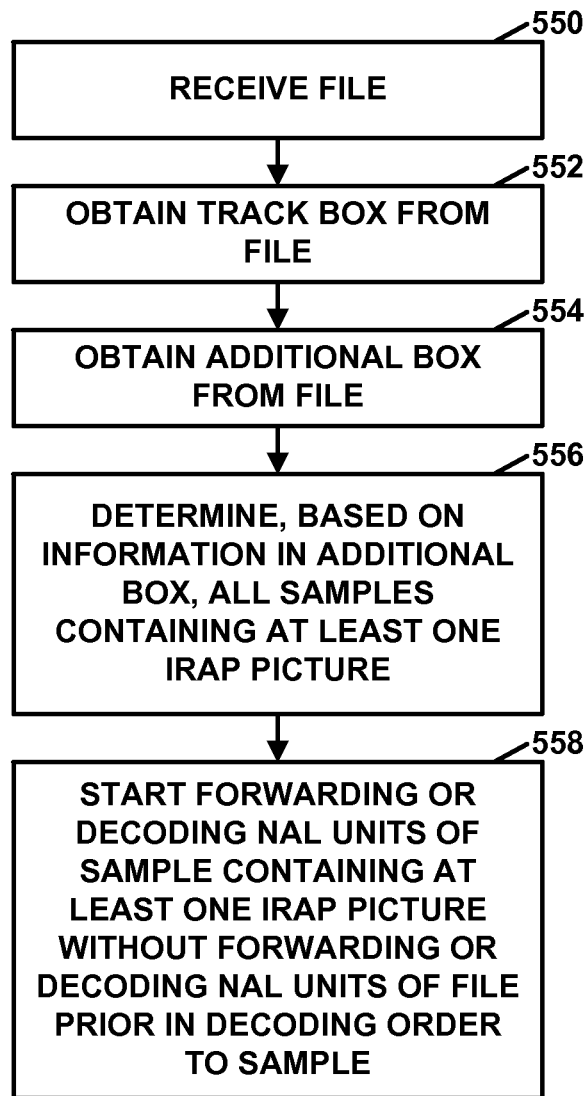 550
RECEIVE FILE
552
OBTAIN TRACK BOX FROM
FILE
554
OBTAIN ADDITIONAL BOX
FROM FILE
556
DETERMINE, BASED ON
INFORMATION IN ADDITIONAL
BOX, ALL SAMPLES
CONTAINING AT LEAST ONE
IRAP PICTURE
558
START FORWARDING OR
DECODING NAL UNITS OF
SAMPLE CONTAINING AT
LEAST ONE IRAP PICTURE
WITHOUT FORWARDING OR
DECODING NAL UNITS OF FILE
PRIOR IN DECODING ORDER
TO SAMPLE